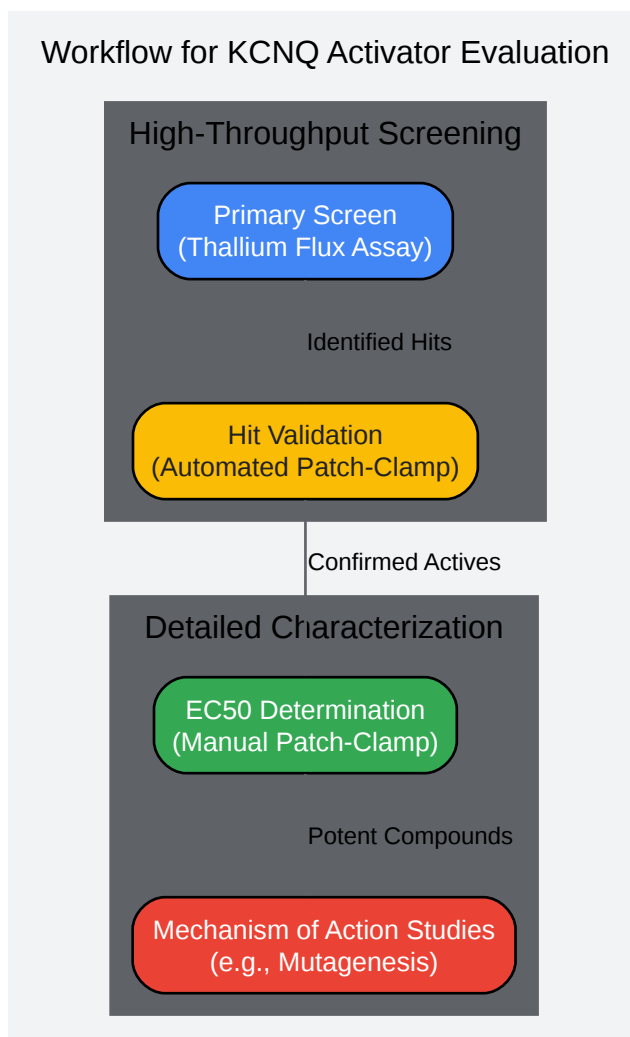 Workflow for KCNQ Activator Evaluation
High-Throughput Screening
Primary Screen
(Thallium Flux Assay)
Identified Hits
Hit Validation
(Automated Patch-Clamp)
Confirmed Actives
Detailed Characterization
EC50 Determination
(Manual Patch-Clamp)
Potent Compounds
Mechanism of Action Studies
(e.g., Mutagenesis)